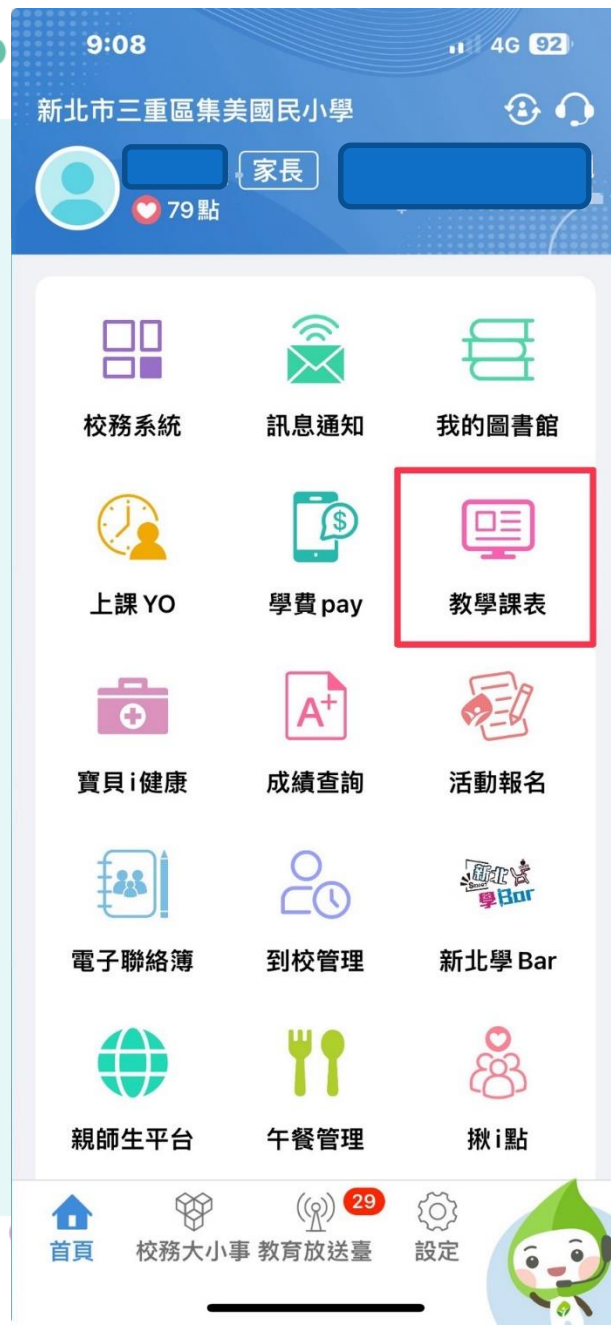 9:08 4G 92
新北市三重區集美國民小學
家長
79點
校務系統 訊息通知 我的圖書館
$
上課 YO 學費 pay 教學課表
A+
寶貝i健康 成績查詢 活動報名
新北
Smart
學Bar
電子聯絡簿 到校管理 新北學 Bar
親師生平台 午餐管理 揪i點
29
首頁 校務大小事 教育放送臺 設定